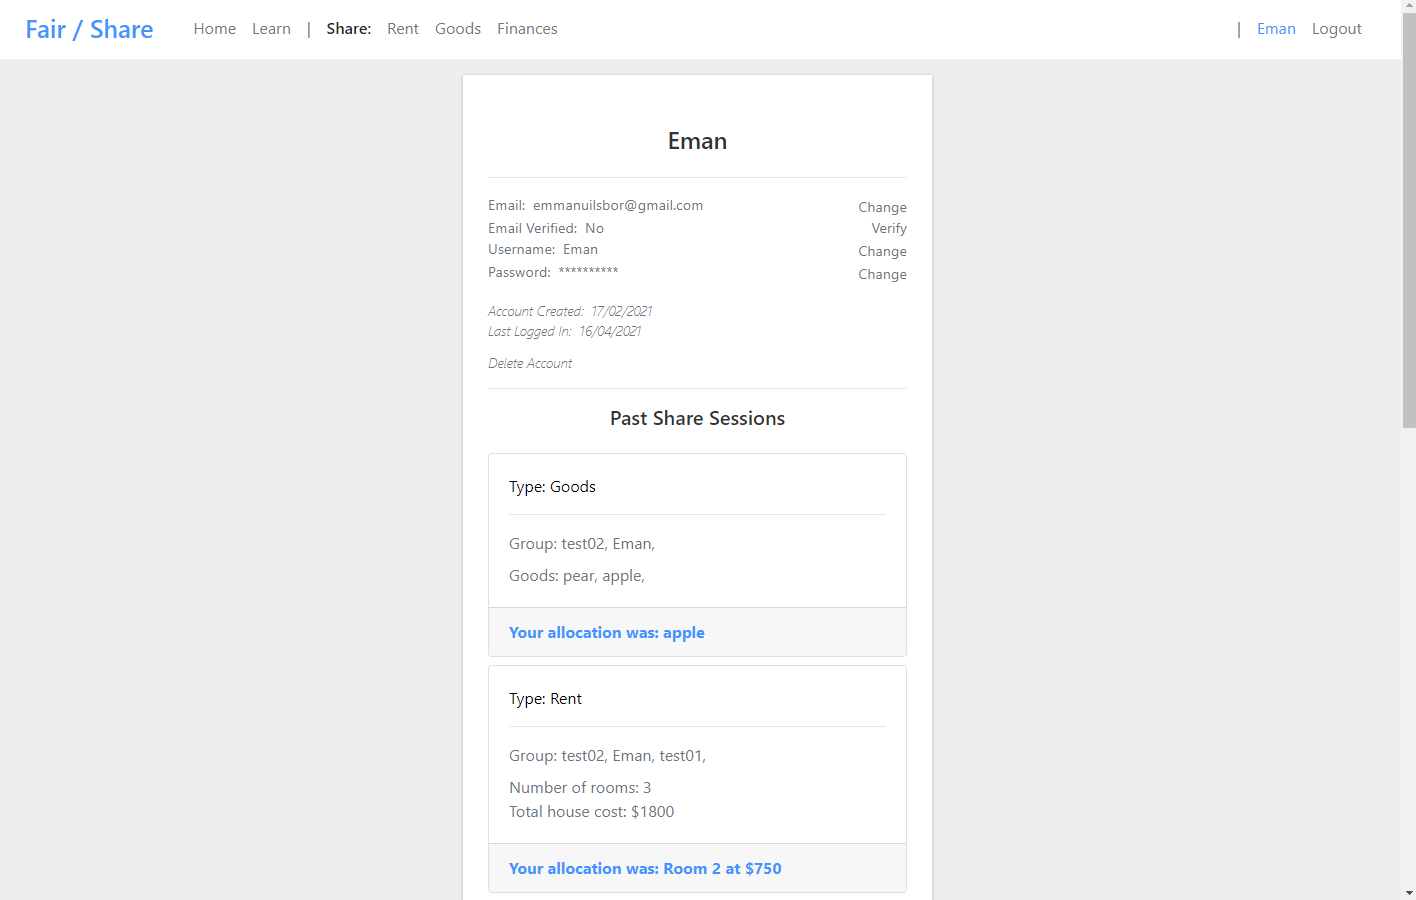 Fair / Share Home Learn | Share: Rent Goods Finances | Eman Logout
Eman
Email: emmanuilsbor@gmail.com Change
Email Verified: No Verify
Username: Eman Change
Password: ********** Change
Account Created: 17/02/2021
Last Logged In: 16/04/2021
Delete Account
Past Share Sessions
Type: Goods
Group: test02, Eman,
Goods: pear, apple,
Your allocation was: apple
Type: Rent
Group: test02, Eman, test01,
Number of rooms: 3
Total house cost: $1800
Your allocation was: Room 2 at $750